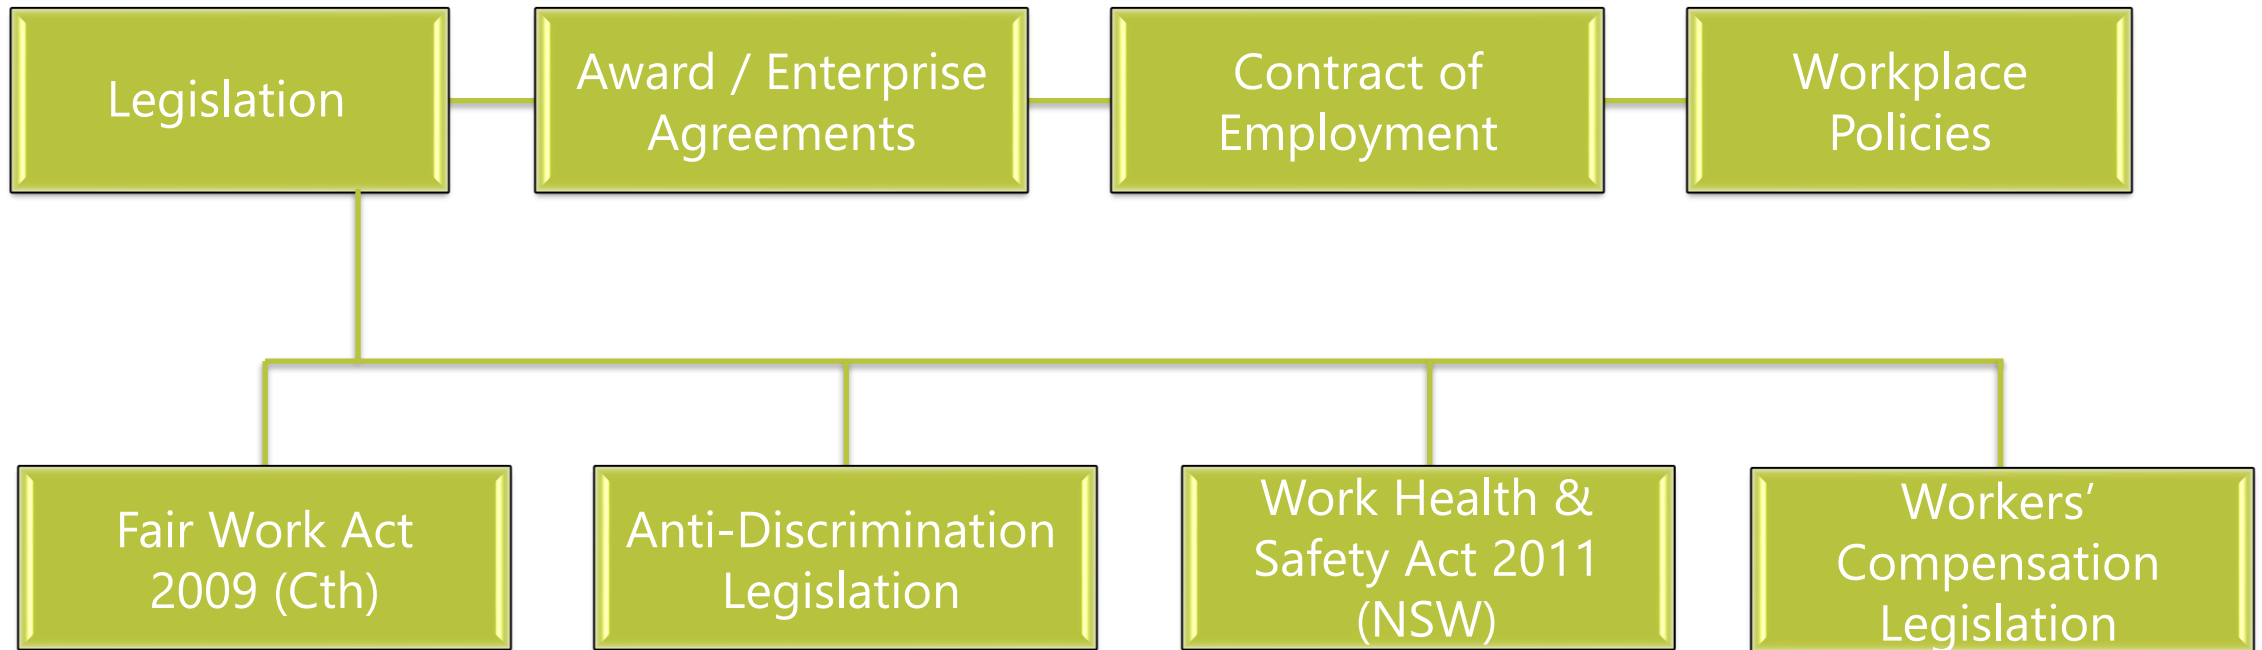 Legislation
Award / Enterprise
Agreements
Contract of
Employment
Workplace
Policies
Fair Work Act
2009 (Cth)
Anti-Discrimination
Legislation
Work Health &
Safety Act 2011
(NSW)
Workers’
Compensation
Legislation